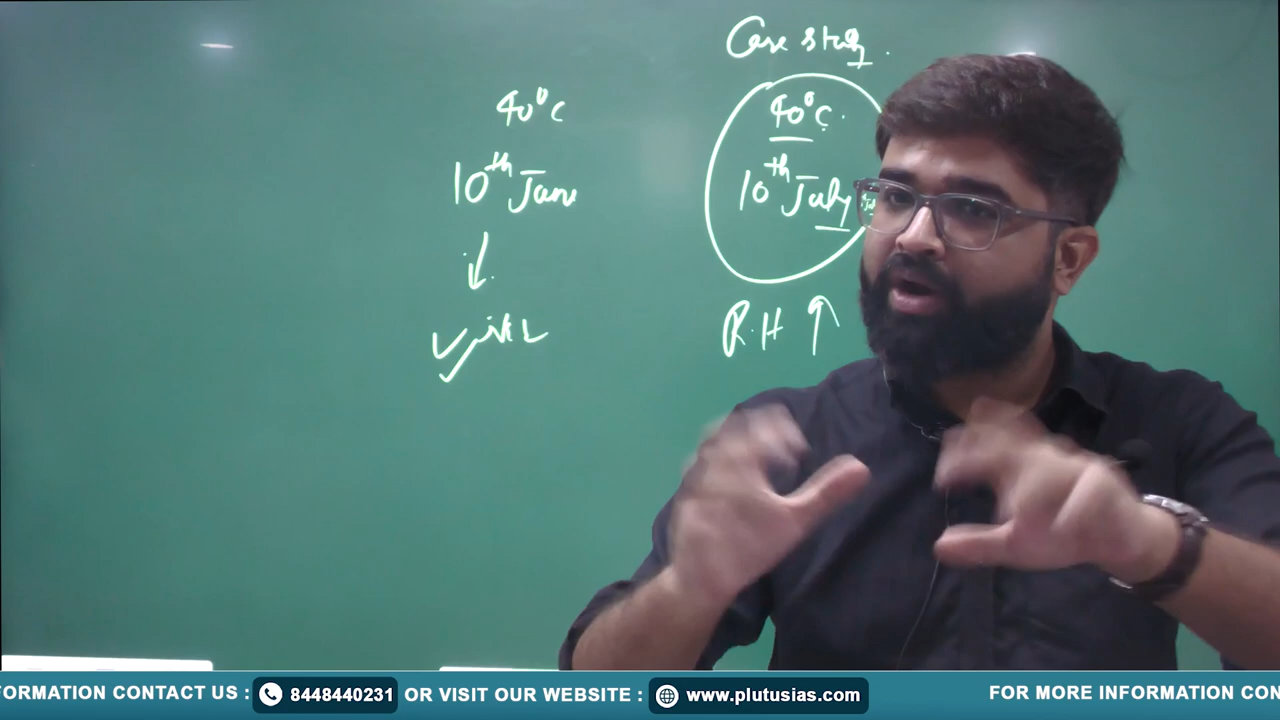 Case study.
40°C
10th June
40°C.
10th July
R.H ↑
FORMATION CONTACT US : 8448440231 OR VISIT OUR WEBSITE : www.plutusias.com FOR MORE INFORMATION CON